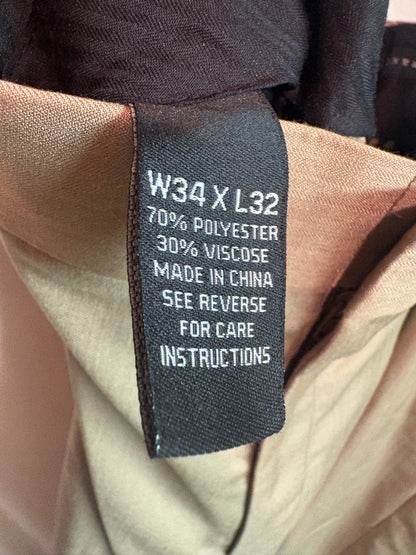 W34 X L32
70% POLYESTER
30% VISCOSE
MADE IN CHINA
SEE REVERSE
FOR CARE
INSTRUCTIONS